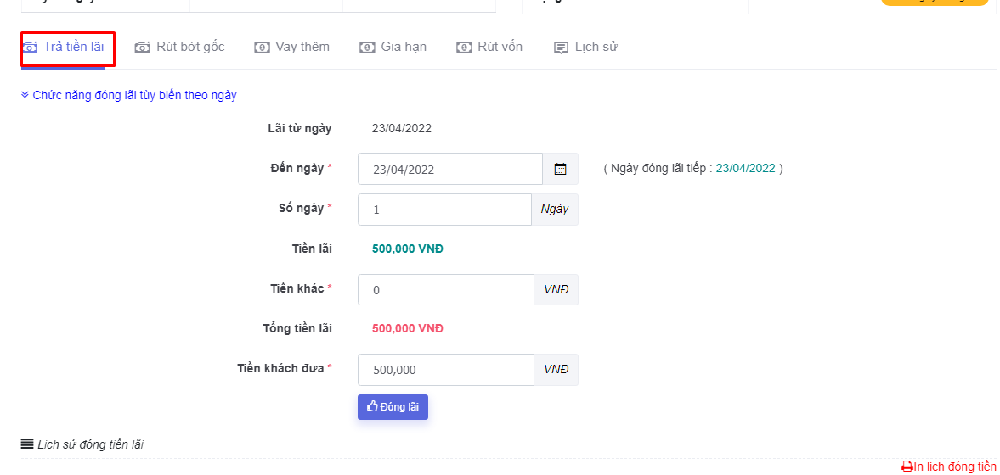 Trả tiền lãi Rút bớt gốc Vay thêm Gia hạn Rút vốn Lịch sử
Chức năng đóng lãi tùy biến theo ngày
Lãi từ ngày 23/04/2022
Đến ngày * 23/04/2022 ( Ngày đóng lãi tiếp : 23/04/2022 )
Số ngày * 1 Ngày
Tiền lãi 500,000 VNĐ
Tiền khác * 0 VNĐ
Tổng tiền lãi 500,000 VNĐ
Tiền khách đưa * 500,000 VNĐ
Đóng lãi
Lịch sử đóng tiền lãi
In lịch đóng tiền